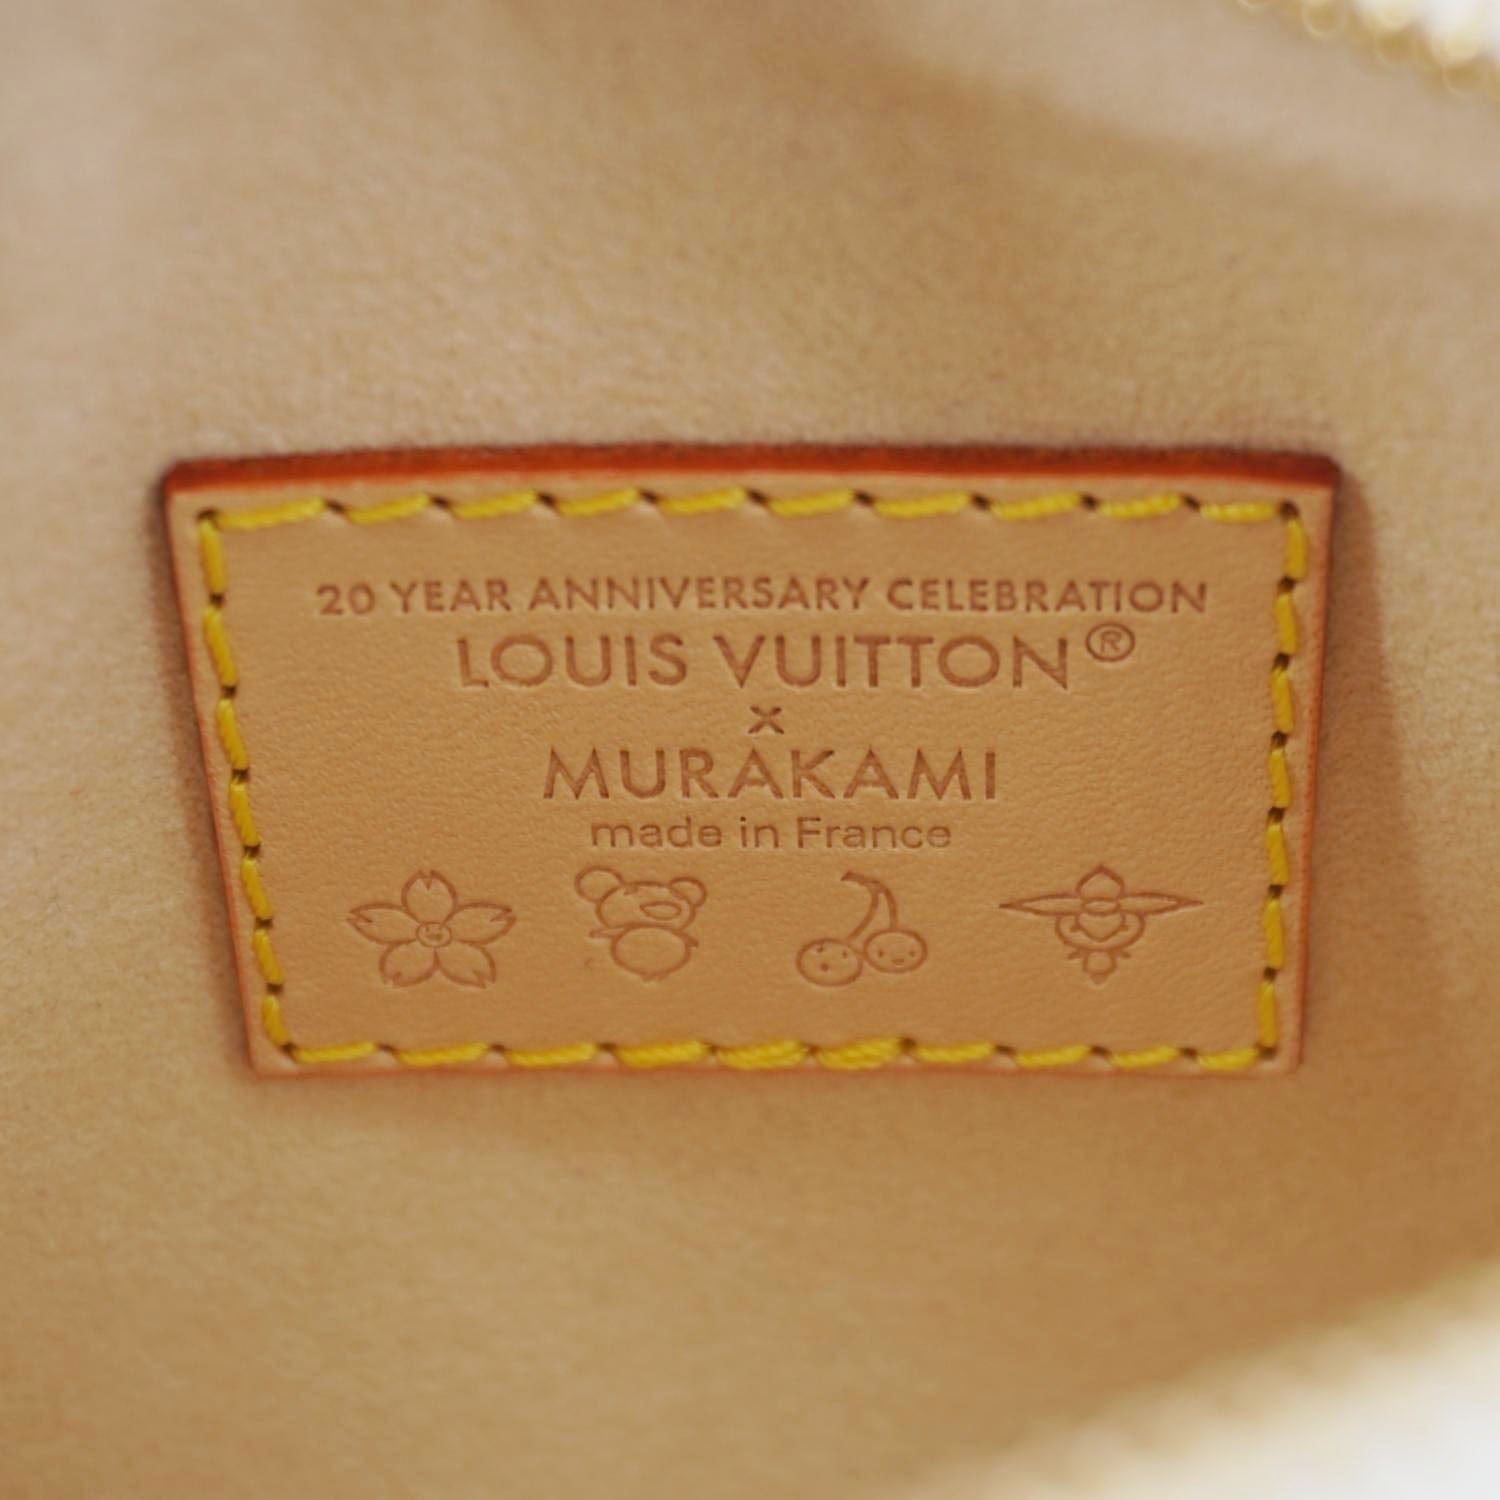 20 YEAR ANNIVERSARY CELEBRATION
LOUIS VUITTON®
x
MURAKAMI
made in France